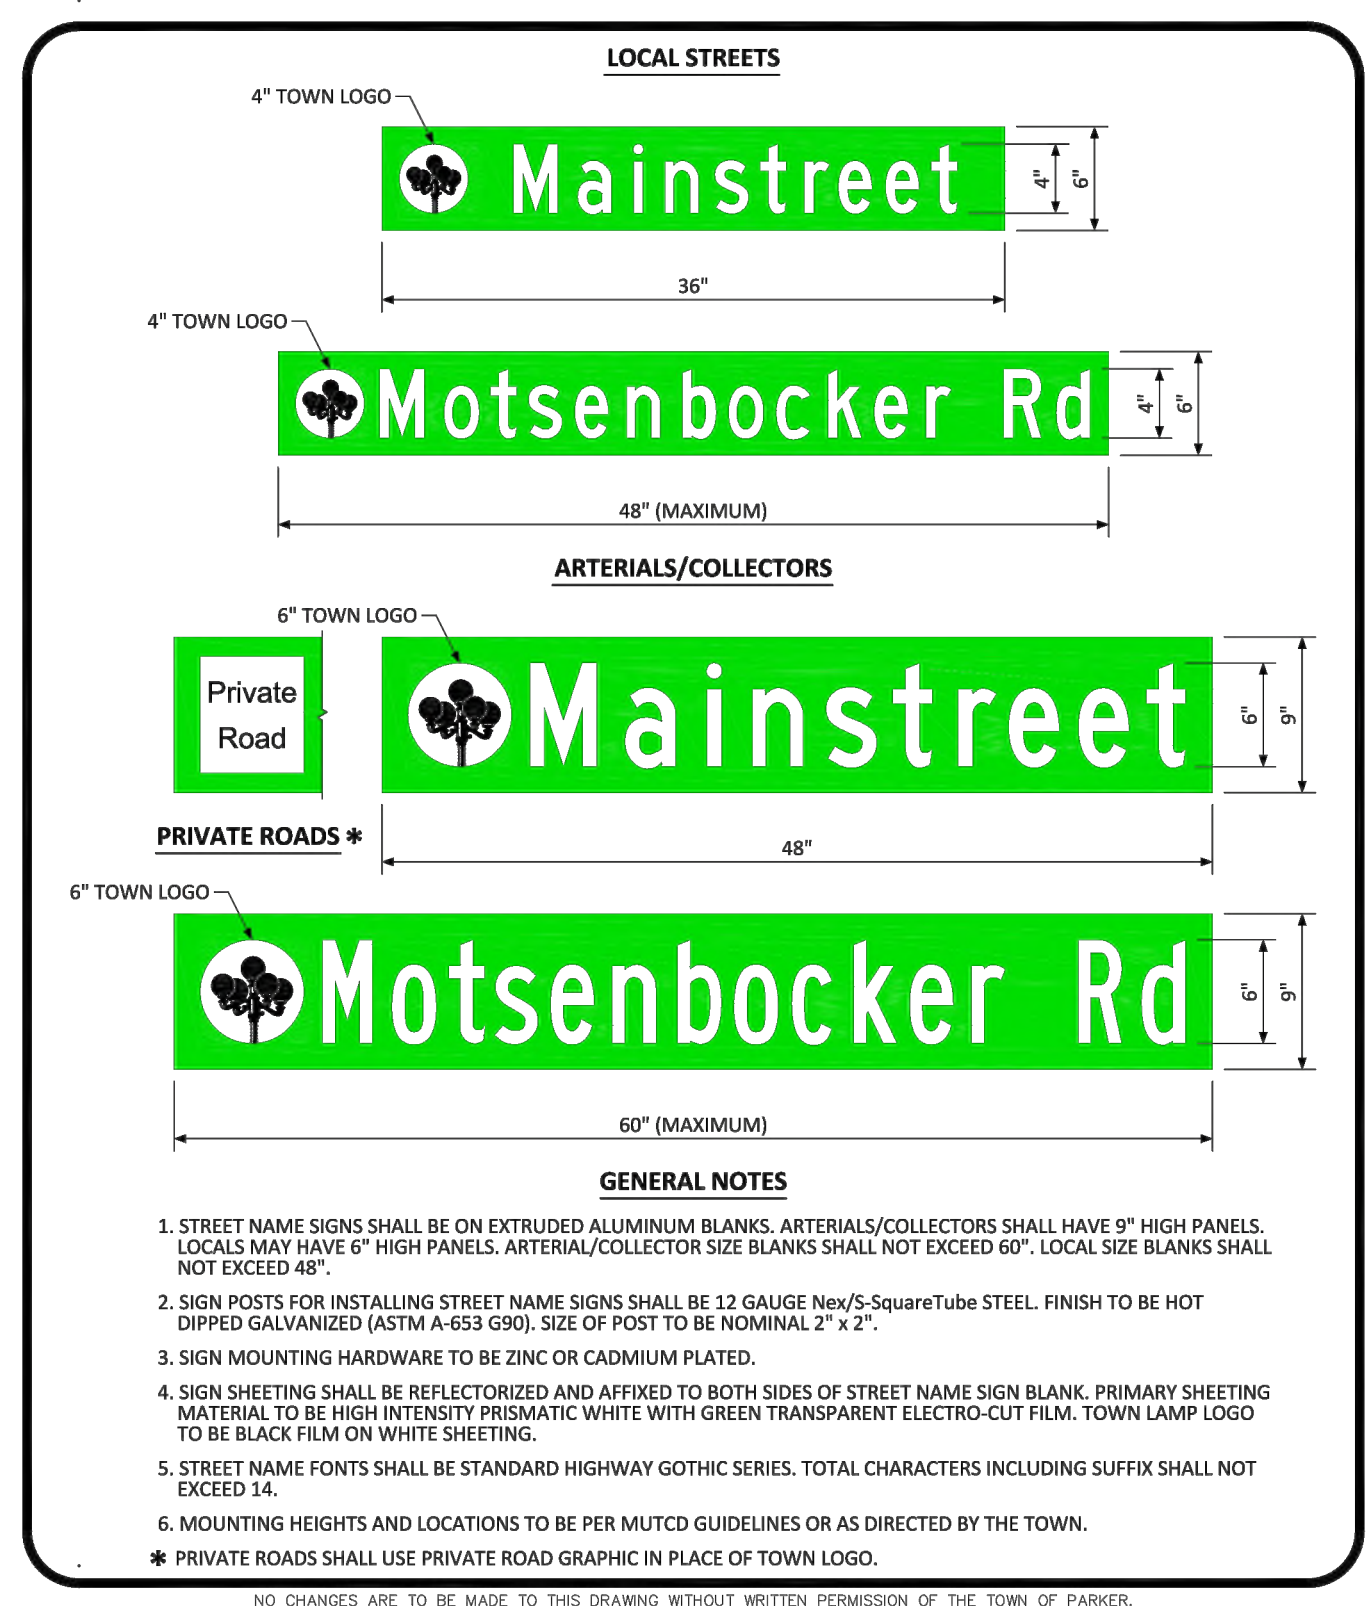 LOCAL STREETS
4" TOWN LOGO
Mainstreet
4"
6"
36"
4" TOWN LOGO
Motsenbocker Rd
4"
6"
48" (MAXIMUM)
ARTERIALS/COLLECTORS
6" TOWN LOGO
Private
Road
Mainstreet
6"
9"
PRIVATE ROADS *
48"
6" TOWN LOGO
Motsenbocker Rd
6"
9"
60" (MAXIMUM)
GENERAL NOTES
1. STREET NAME SIGNS SHALL BE ON EXTRUDED ALUMINUM BLANKS. ARTERIALS/COLLECTORS SHALL HAVE 9" HIGH PANELS.
LOCALS MAY HAVE 6" HIGH PANELS. ARTERIAL/COLLECTOR SIZE BLANKS SHALL NOT EXCEED 60". LOCAL SIZE BLANKS SHALL
NOT EXCEED 48".
2. SIGN POSTS FOR INSTALLING STREET NAME SIGNS SHALL BE 12 GAUGE Nex/S-SquareTube STEEL. FINISH TO BE HOT
DIPPED GALVANIZED (ASTM A-653 G90). SIZE OF POST TO BE NOMINAL 2" x 2".
3. SIGN MOUNTING HARDWARE TO BE ZINC OR CADMIUM PLATED.
4. SIGN SHEETING SHALL BE REFLECTORIZED AND AFFIXED TO BOTH SIDES OF STREET NAME SIGN BLANK. PRIMARY SHEETING
MATERIAL TO BE HIGH INTENSITY PRISMATIC WHITE WITH GREEN TRANSPARENT ELECTRO-CUT FILM. TOWN LAMP LOGO
TO BE BLACK FILM ON WHITE SHEETING.
5. STREET NAME FONTS SHALL BE STANDARD HIGHWAY GOTHIC SERIES. TOTAL CHARACTERS INCLUDING SUFFIX SHALL NOT
EXCEED 14.
6. MOUNTING HEIGHTS AND LOCATIONS TO BE PER MUTCD GUIDELINES OR AS DIRECTED BY THE TOWN.
* PRIVATE ROADS SHALL USE PRIVATE ROAD GRAPHIC IN PLACE OF TOWN LOGO.
NO CHANGES ARE TO BE MADE TO THIS DRAWING WITHOUT WRITTEN PERMISSION OF THE TOWN OF PARKER.